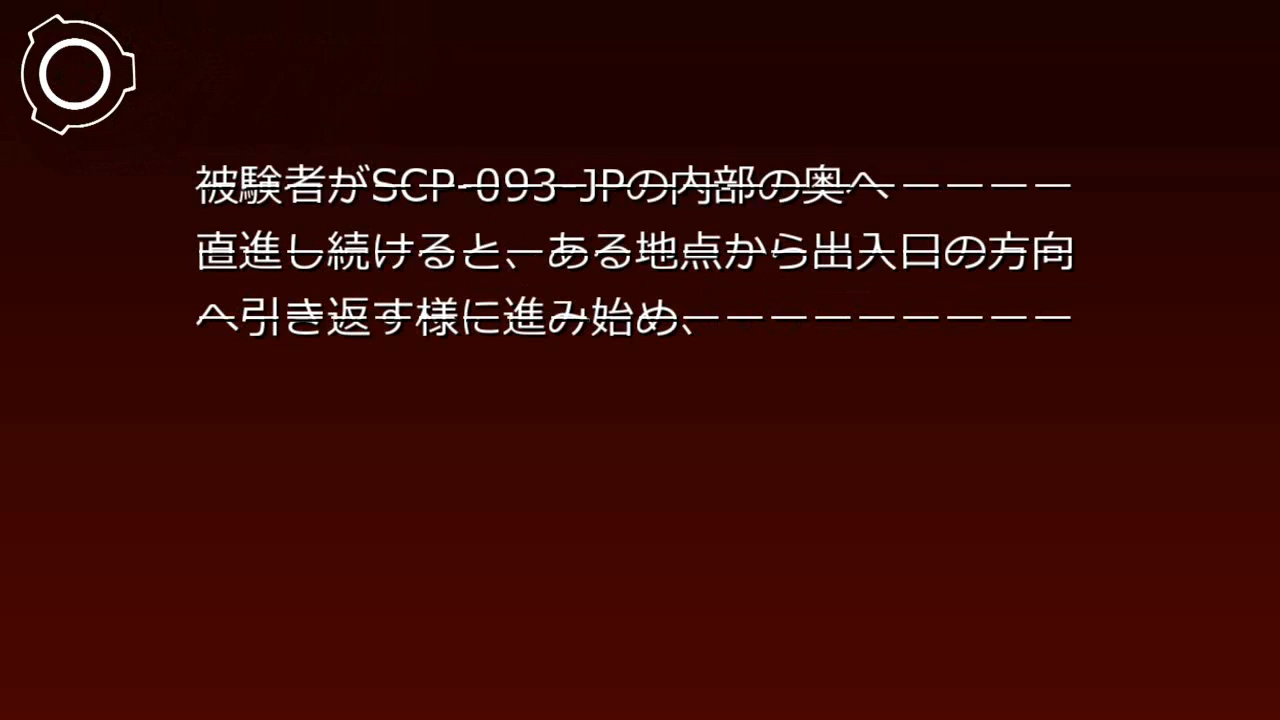 被験者がSCP-093-JPの内部の奥へ
直進し続けると、ある地点から出入口の方向
へ引き返す様に進み始め、